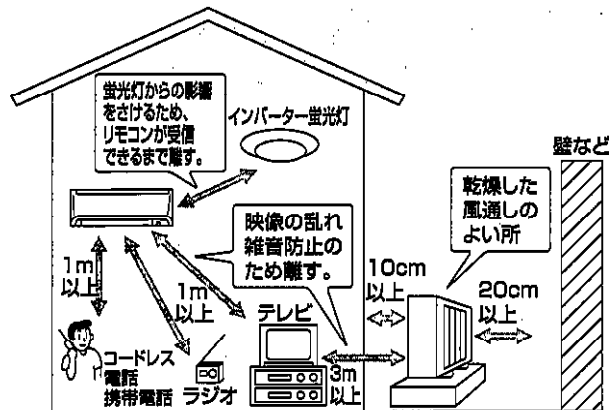 蛍光灯からの影響
をさけるため、
リモコンが受信
できるまで離す。
インバーター蛍光灯
壁など
乾燥した
風通しの
よい所
映像の乱れ
雑音防止の
ため離す。
10cm
以上
20cm
以上
1m
以上
1m
以上
テレビ
3m
以上
コードレス
電話
携帯電話
ラジオ